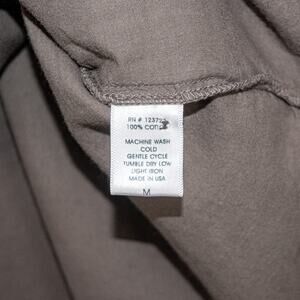 RN #
100%
MACHINE WASH
COLD
GENTLE CYCLE
TUMBLE DRY LOW
LIGHT IRON
MADE IN USA
M